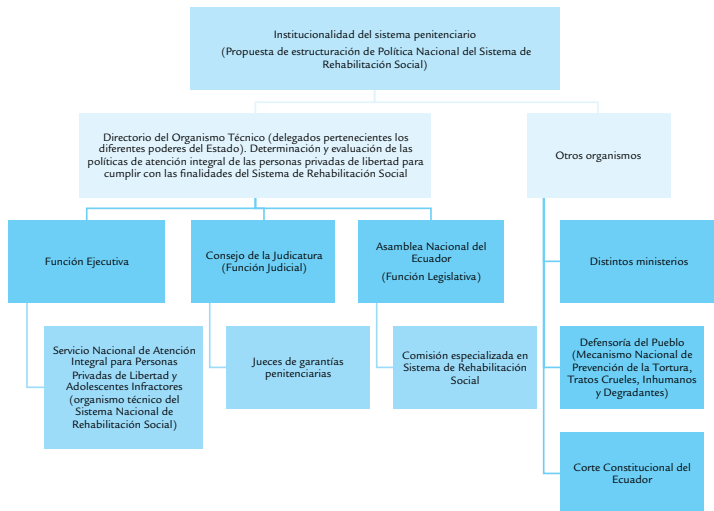 Institucionalidad del sistema penitenciario
(Propuesta de estructuración de Política Nacional del Sistema de
Rehabilitación Social)
Directorio del Organismo Técnico (delegados pertenecientes los
diferentes poderes del Estado). Determinación y evaluación de las
políticas de atención integral de las personas privadas de libertad para
cumplir con las finalidades del Sistema de Rehabilitación Social
Otros organismos
Función Ejecutiva
Consejo de la Judicatura
(Función Judicial)
Asamblea Nacional del
Ecuador
(Función Legislativa)
Distintos ministerios
Servicio Nacional de Atención
Integral para Personas
Privadas de Libertad y
Adolescentes Infractores
(organismo técnico del
Sistema Nacional de
Rehabilitación Social)
Jueces de garantías
penitenciarias
Comisión especializada en
Sistema de Rehabilitación
Social
Defensoría del Pueblo
(Mecanismo Nacional de
Prevención de la Tortura,
Tratos Crueles, Inhumanos
y Degradantes)
Corte Constitucional del
Ecuador